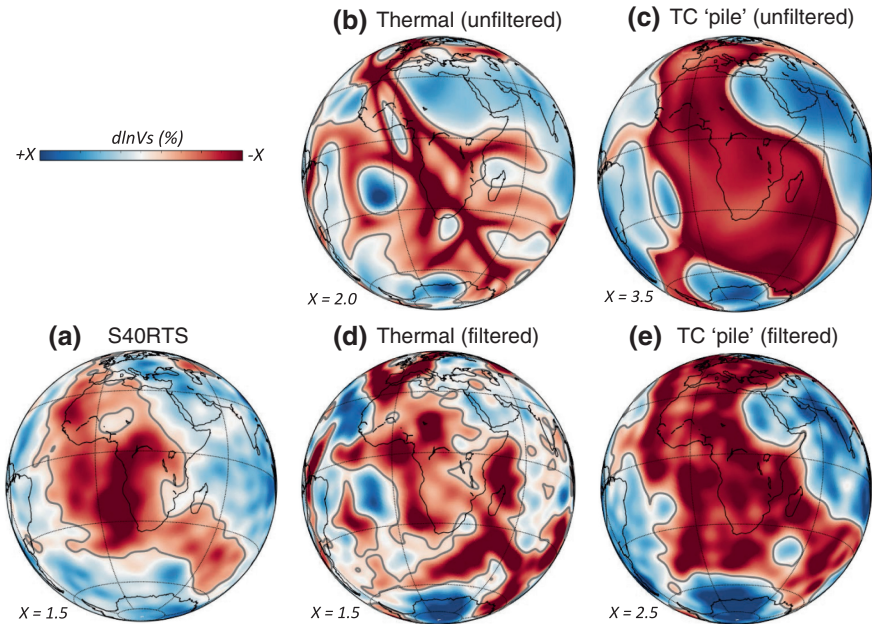 (b) Thermal (unfiltered)
(c) TC ‘pile’ (unfiltered)
dlnVs (%)
+X
-X
X = 2.0
X = 3.5
(a) S40RTS
(d) Thermal (filtered)
(e) TC ‘pile’ (filtered)
X = 1.5
X = 1.5
X = 2.5